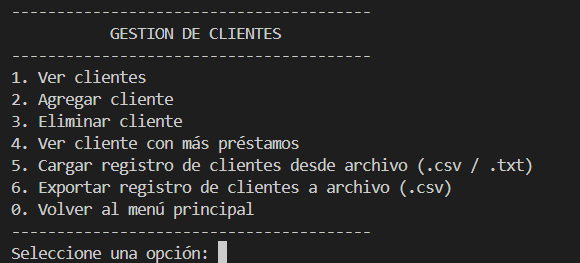 ----------------------------------------
GESTION DE CLIENTES
----------------------------------------
1. Ver clientes
2. Agregar cliente
3. Eliminar cliente
4. Ver cliente con más préstamos
5. Cargar registro de clientes desde archivo (.csv / .txt)
6. Exportar registro de clientes a archivo (.csv)
0. Volver al menú principal
----------------------------------------
Seleccione una opción: